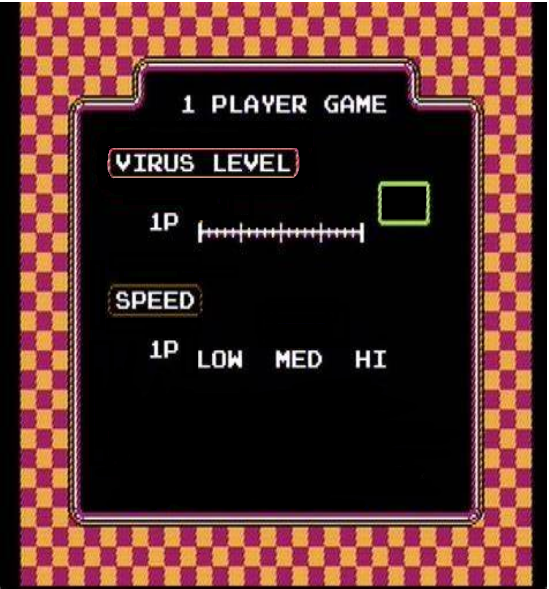 1 PLAYER GAME
VIRUS LEVEL
1P
SPEED
1P LOW MED HI